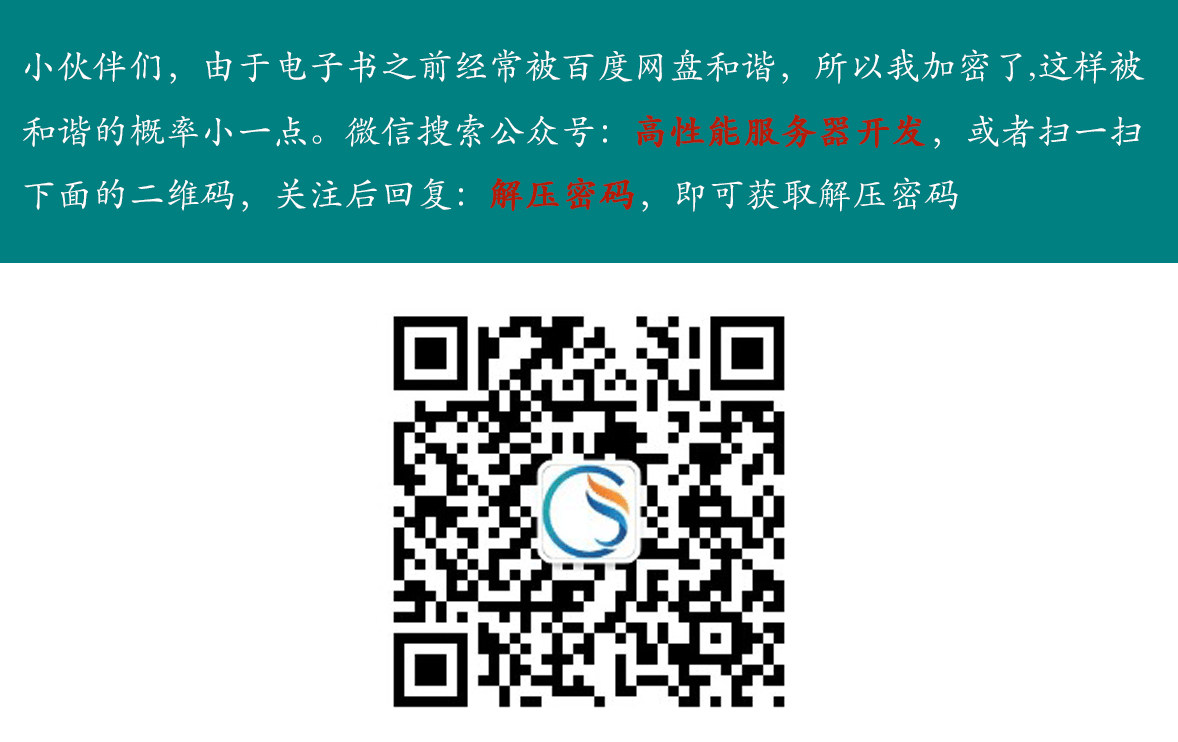 小伙伴们，由于电子书之前经常被百度网盘和谐，所以我加密了,这样被
和谐的概率小一点。微信搜索公众号：高性能服务器开发，或者扫一扫
下面的二维码，关注后回复：解压密码，即可获取解压密码